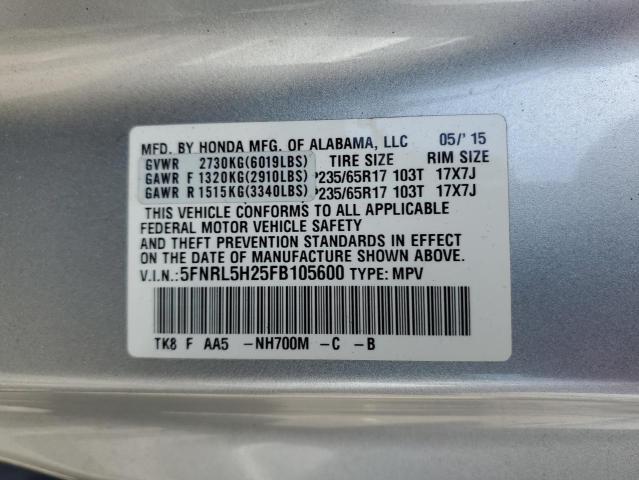 MFD. BY HONDA MFG. OF ALABAMA, LLC 05/'15
GVWR 2730KG(6019LBS) TIRE SIZE RIM SIZE
GAWR F 1320KG(2910LBS) P235/65R17 103T 17X7J
GAWR R 1515KG(3340LBS) P235/65R17 103T 17X7J
THIS VEHICLE CONFORMS TO ALL APPLICABLE
FEDERAL MOTOR VEHICLE SAFETY
AND THEFT PREVENTION STANDARDS IN EFFECT
ON THE DATE OF MANUFACTURE SHOWN ABOVE.
V.I.N.:5FNRL5H25FB105600 TYPE: MPV
TK8 F AA5 -NH700M -C -B